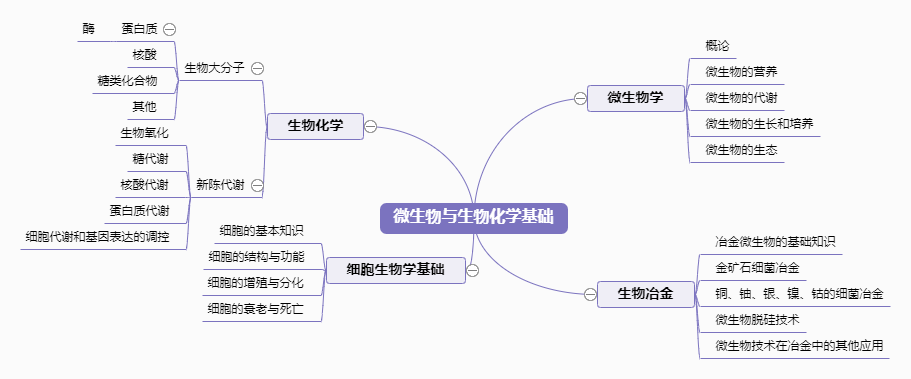 微生物与生物化学基础
微生物学
概论
微生物的营养
微生物的代谢
微生物的生长和培养
微生物的生态
生物冶金
冶金微生物的基础知识
金矿石细菌冶金
铜、铀、银、镍、钴的细菌冶金
微生物脱硅技术
微生物技术在冶金中的其他应用
生物化学
生物大分子
蛋白质
酶
核酸
糖类化合物
其他
新陈代谢
生物氧化
糖代谢
核酸代谢
蛋白质代谢
细胞代谢和基因表达的调控
细胞生物学基础
细胞的基本知识
细胞的结构与功能
细胞的增殖与分化
细胞的衰老与死亡